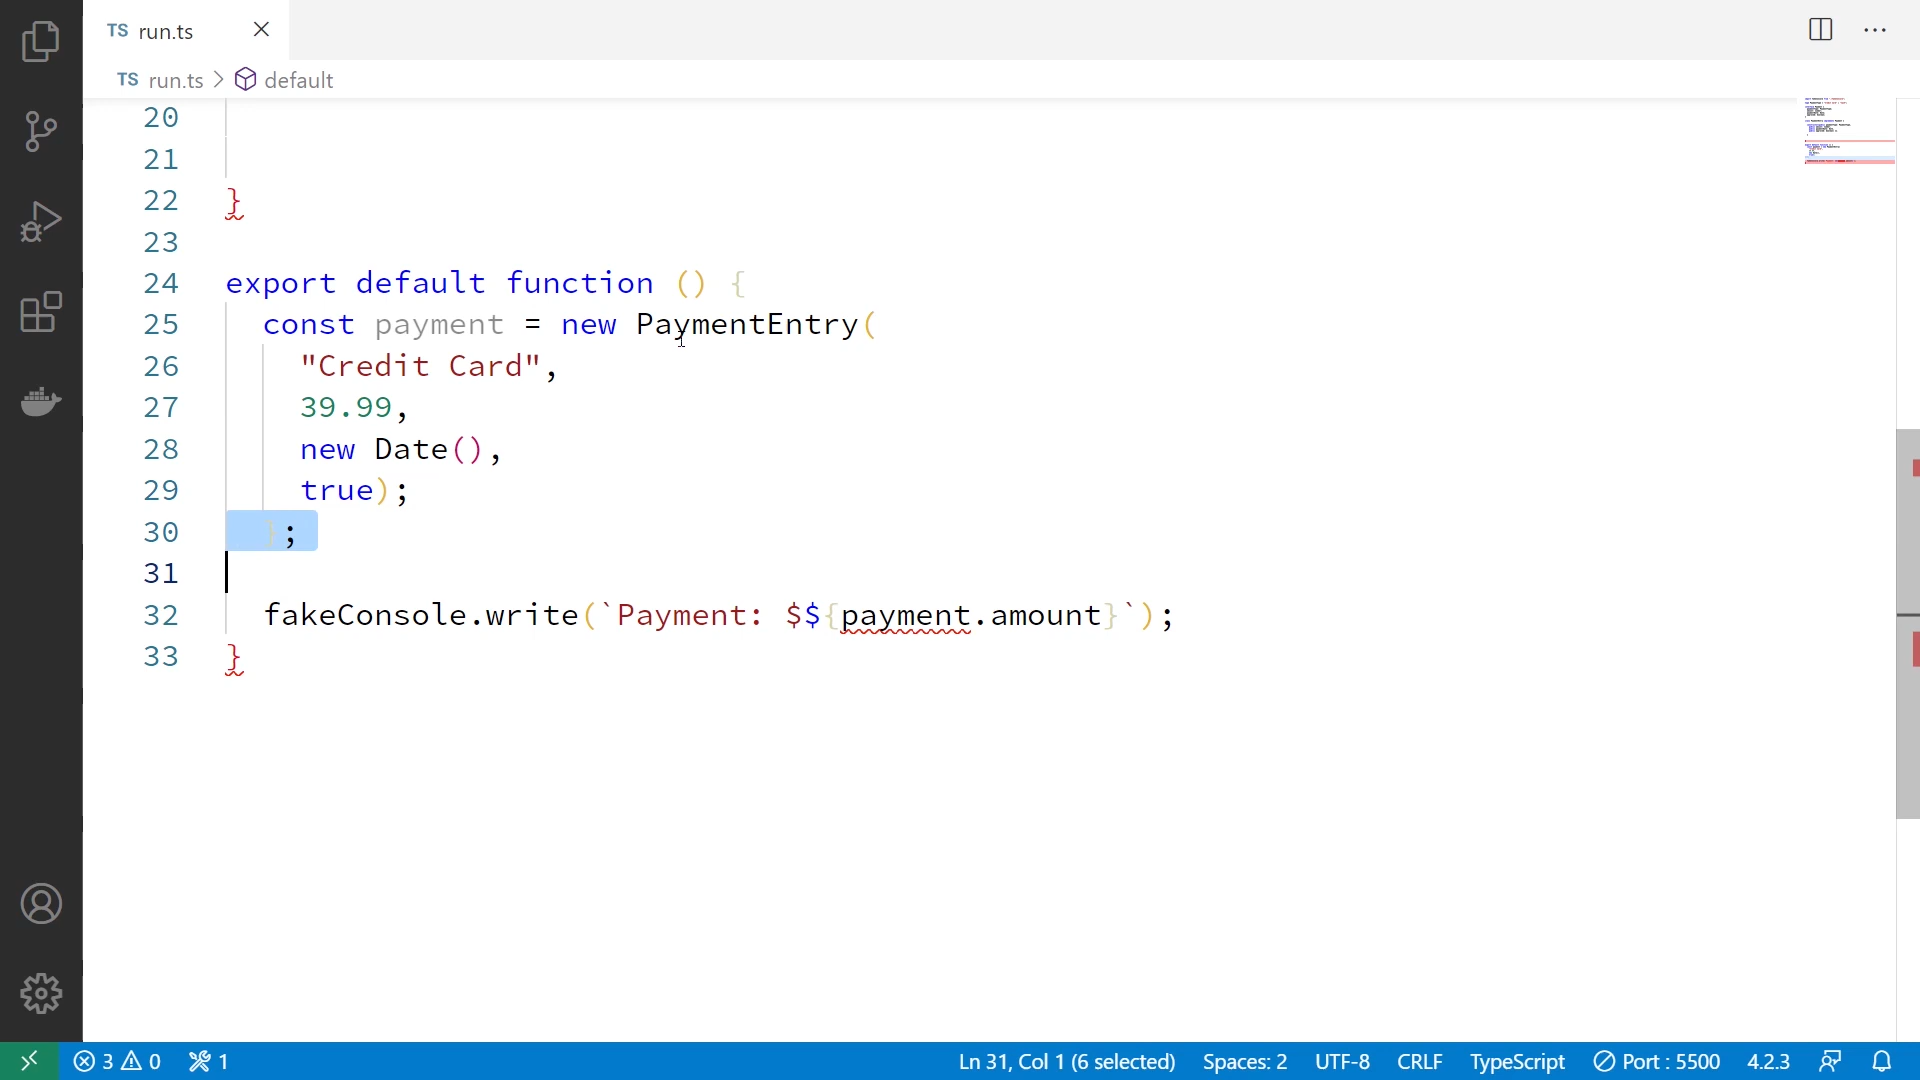 TS run.ts
TS run.ts > default
20
21
22 }
23
24 export default function () {
25 const payment = new PaymentEntry(
26 "Credit Card",
27 39.99,
28 new Date(),
29 true);
30 };
31
32 fakeConsole.write(`Payment: $${payment.amount}`);
33 }
3 0 1 Ln 31, Col 1 (6 selected) Spaces: 2 UTF-8 CRLF TypeScript Port : 5500 4.2.3